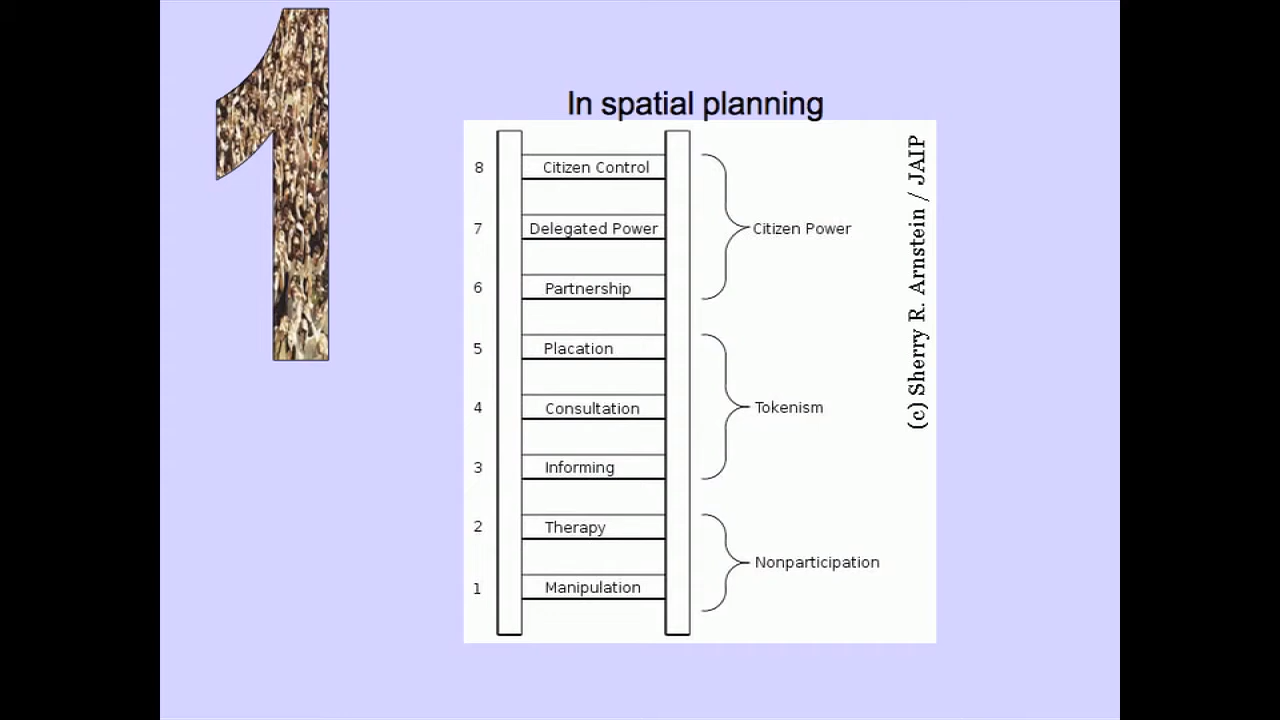 1
In spatial planning
8 Citizen Control
7 Delegated Power
Citizen Power
6 Partnership
5 Placation
4 Consultation
Tokenism
3 Informing
2 Therapy
Nonparticipation
1 Manipulation
(c) Sherry R. Arnstein / JAIP